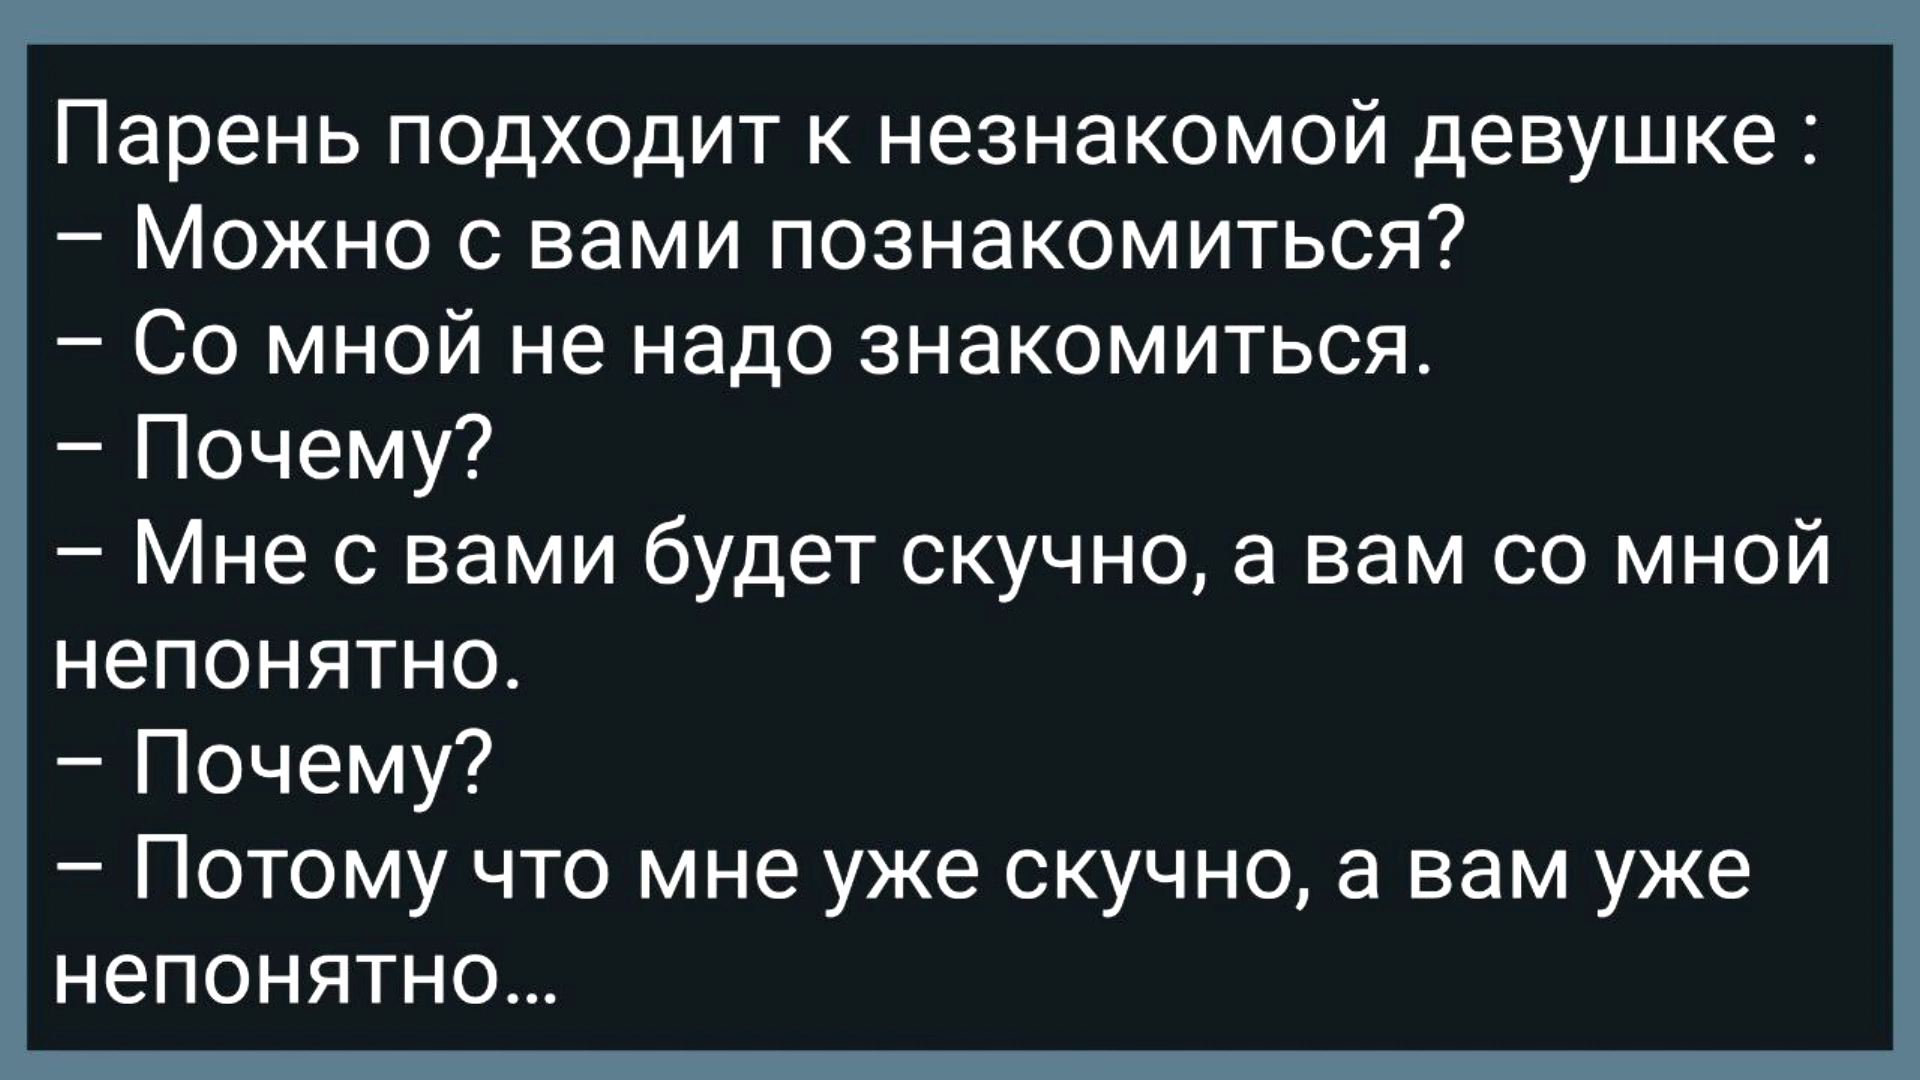 Парень подходит к незнакомой девушке :
– Можно с вами познакомиться?
– Со мной не надо знакомиться.
– Почему?
– Мне с вами будет скучно, а вам со мной
непонятно.
– Почему?
– Потому что мне уже скучно, а вам уже
непонятно...